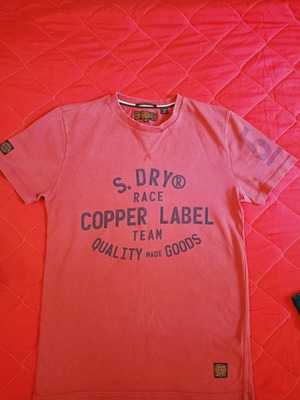 S. DRY®
RACE
COPPER LABEL
TEAM
QUALITY MADE GOODS